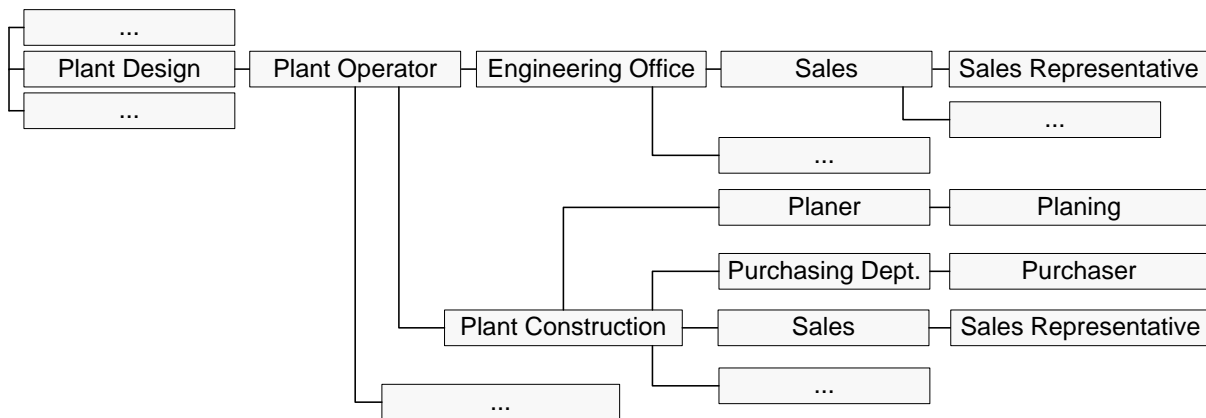 ...
Plant Design
Plant Operator
Engineering Office
Sales
Sales Representative
...
...
...
Planer
Planing
Purchasing Dept.
Purchaser
Plant Construction
Sales
Sales Representative
...
...